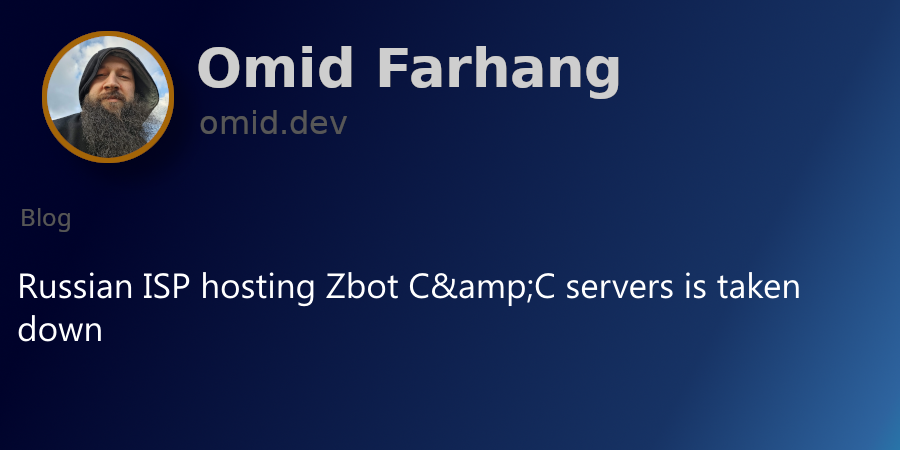 Omid Farhang
omid.dev
Blog
Russian ISP hosting Zbot C&amp;C servers is taken
down